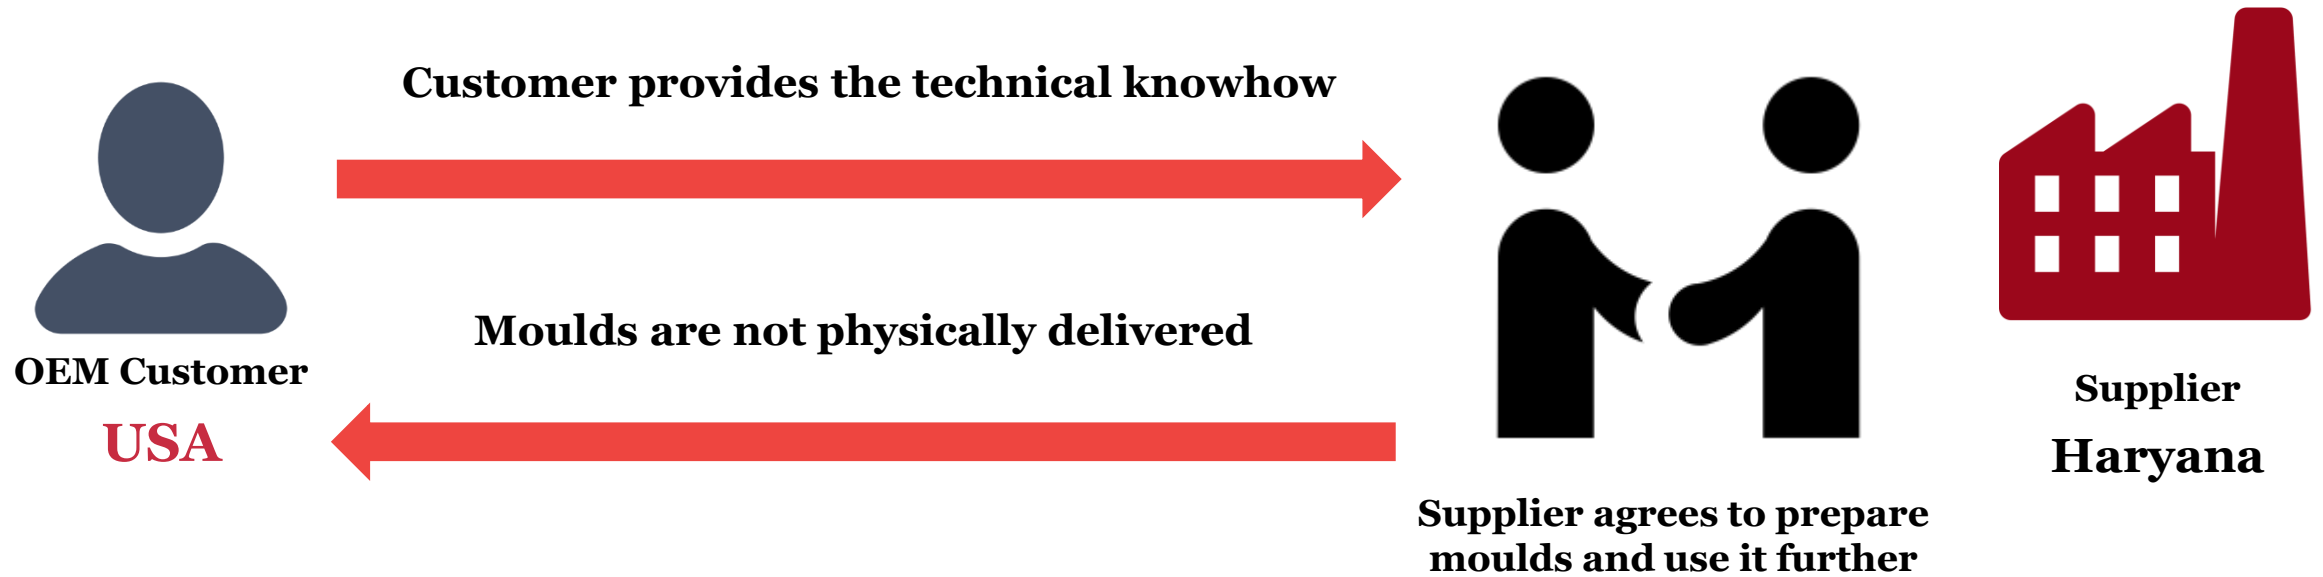 Customer provides the technical knowhow
Moulds are not physically delivered
OEM Customer
USA
Supplier
Haryana
Supplier agrees to prepare
moulds and use it further